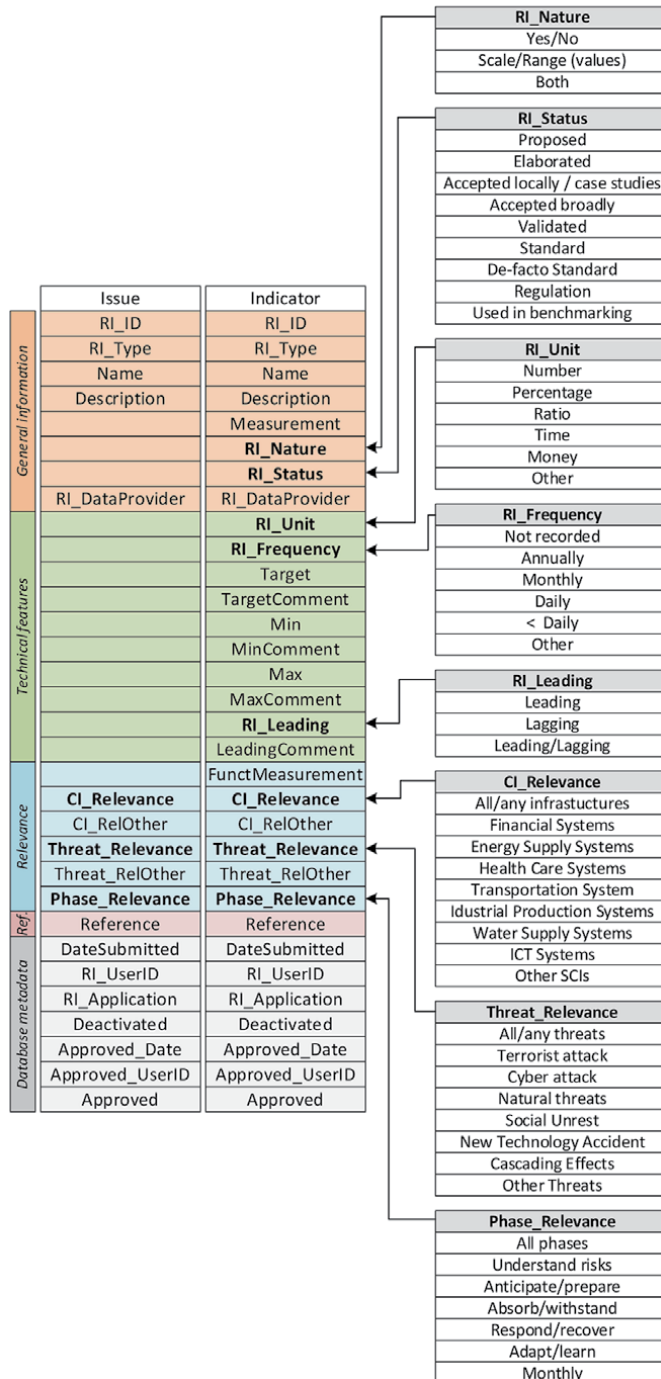 RI_Nature
Yes/No
Scale/Range (values)
Both
RI_Status
Proposed
Elaborated
Accepted locally / case studies
Accepted broadly
Validated
Standard
De-facto Standard
Regulation
Used in benchmarking
RI_Unit
Number
Percentage
Ratio
Time
Money
Other
RI_Frequency
Not recorded
Annually
Monthly
Daily
< Daily
Other
RI_Leading
Leading
Lagging
Leading/Lagging
CI_Relevance
All/any infrastuctures
Financial Systems
Energy Supply Systems
Health Care Systems
Transportation System
Idustrial Production Systems
Water Supply Systems
ICT Systems
Other SCIs
Threat_Relevance
All/any threats
Terrorist attack
Cyber attack
Natural threats
Social Unrest
New Technology Accident
Cascading Effects
Other Threats
Phase_Relevance
All phases
Understand risks
Anticipate/prepare
Absorb/withstand
Respond/recover
Adapt/learn
Monthly
Issue Indicator
General information
RI_ID RI_ID
RI_Type RI_Type
Name Name
Description Description
Measurement
RI_Nature
RI_Status
RI_DataProvider RI_DataProvider
Technical features
RI_Unit
RI_Frequency
Target
TargetComment
Min
MinComment
Max
MaxComment
RI_Leading
LeadingComment
Relevance
FunctMeasurement
CI_Relevance CI_Relevance
CI_RelOther CI_RelOther
Threat_Relevance Threat_Relevance
Threat_RelOther Threat_RelOther
Phase_Relevance Phase_Relevance
Ref.
Reference Reference
Database metadata
DateSubmitted DateSubmitted
RI_UserID RI_UserID
RI_Application RI_Application
Deactivated Deactivated
Approved_Date Approved_Date
Approved_UserID Approved_UserID
Approved Approved